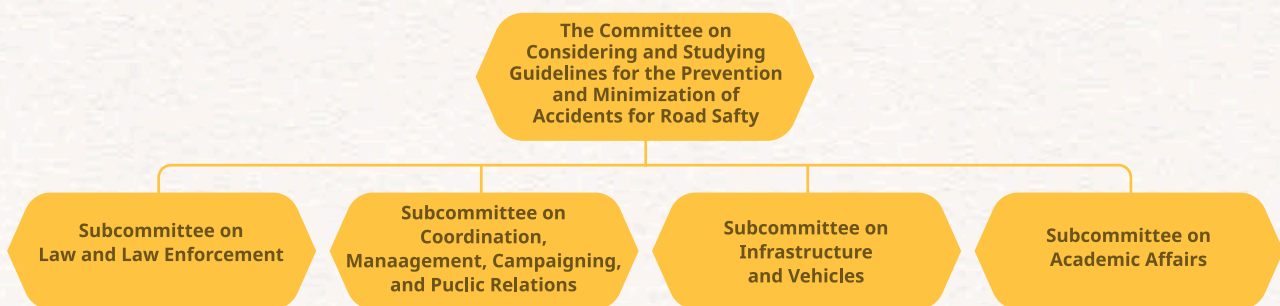 The Committee on
Considering and Studying
Guidelines for the Prevention
and Minimization of
Accidents for Road Safty
Subcommittee on
Law and Law Enforcement
Subcommittee on
Coordination,
Manaagement, Campaigning,
and Puclic Relations
Subcommittee on
Infrastructure
and Vehicles
Subcommittee on
Academic Affairs